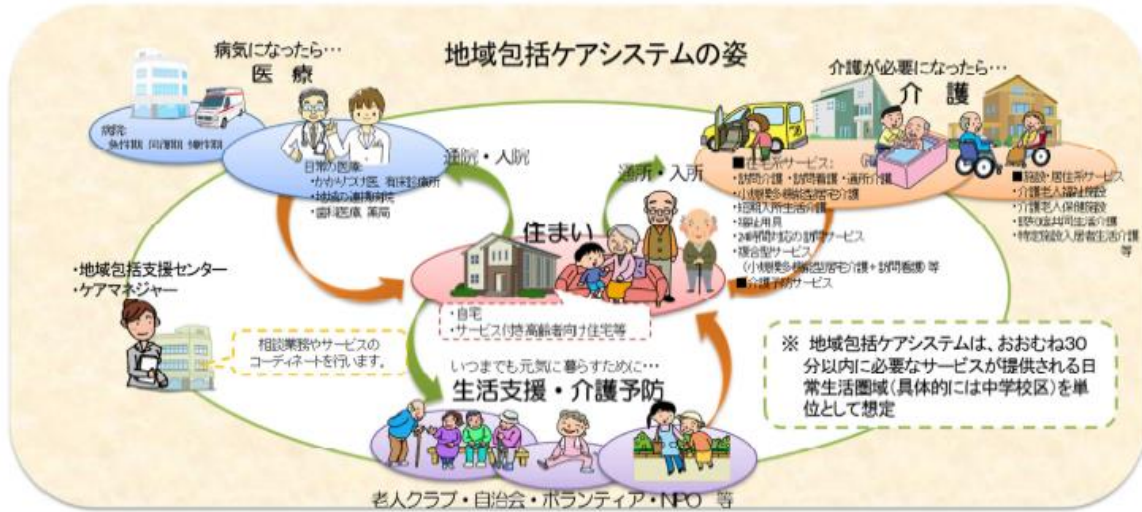 地域包括ケアシステムの姿
病気になったら…
医 療
病院:
急性期、回復期、慢性期
日常の医療:
・かかりつけ医、有床診療所
・地域の連携病院
・歯科医療、薬局
通院・入院
通所・入所
介護が必要になったら…
介 護
■在宅系サービス:
・訪問介護・訪問看護・通所介護
・小規模多機能型居宅介護
・短期入所生活介護
・福祉用具
・24時間対応の訪問サービス
・複合型サービス
(小規模多機能型居宅介護+訪問看護)等
■介護予防サービス
■施設・居住系サービス
・介護老人福祉施設
・介護老人保健施設
・認知症共同生活介護
・特定施設入居者生活介護
等
住まい
・自宅
・サービス付き高齢者向け住宅等
・地域包括支援センター
・ケアマネジャー
相談業務やサービスの
コーディネートを行います。
いつまでも元気に暮らすために…
生活支援・介護予防
老人クラブ・自治会・ボランティア・NPO 等
※ 地域包括ケアシステムは、おおむね30
分以内に必要なサービスが提供される日
常生活圏域(具体的には中学校区)を単
位として想定